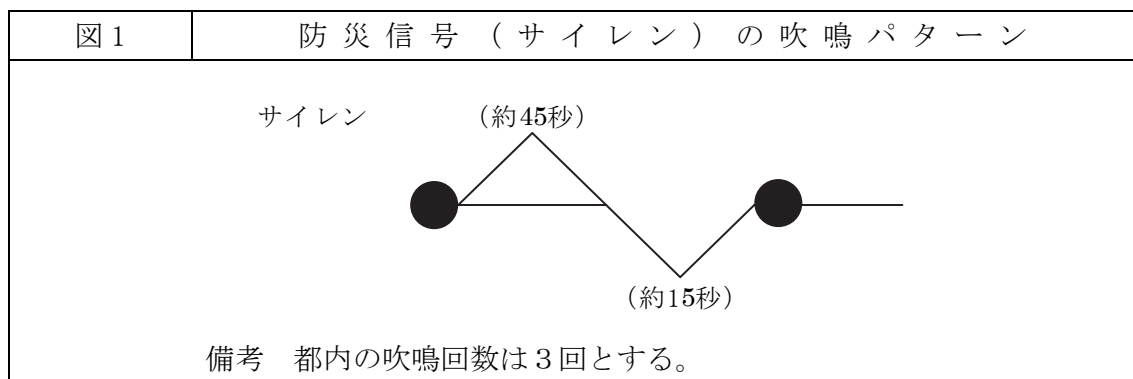 図1 防災信号(サイレン)の吹鳴パターン
サイレン (約45秒)
(約15秒)
備考 都内の吹鳴回数は3回とする。